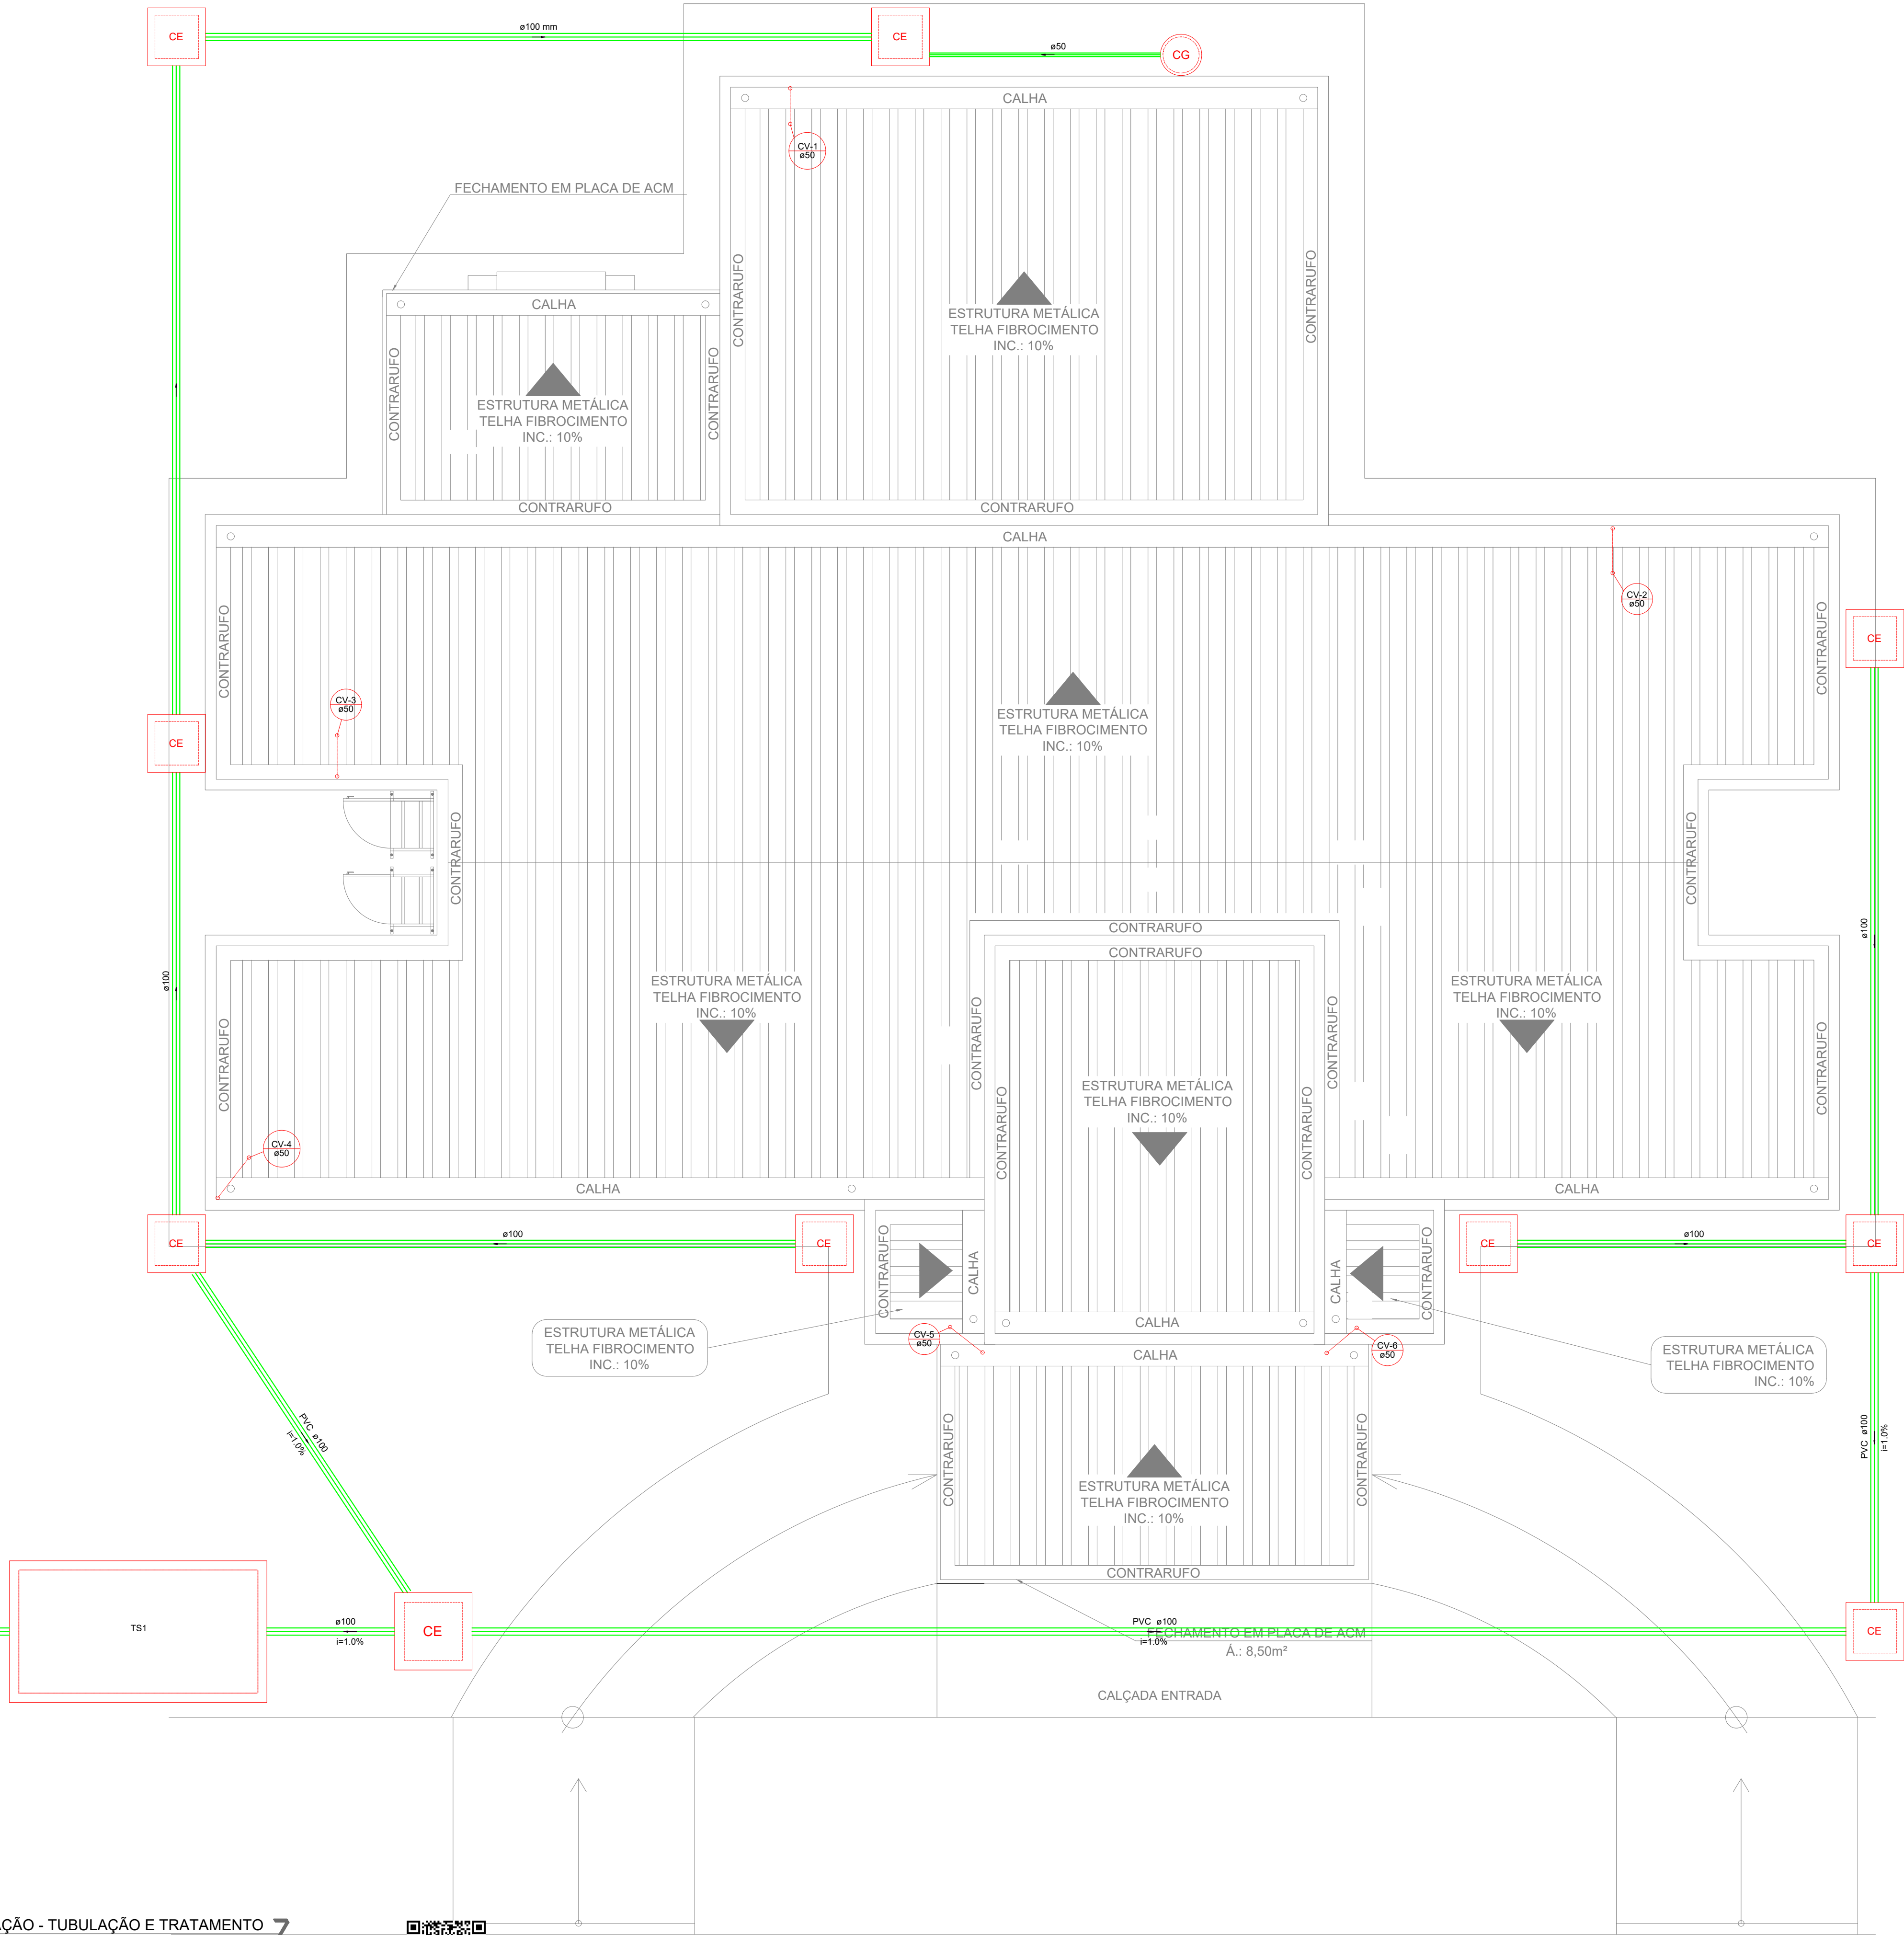 CE
ø100 mm
CE
ø50
CG
CALHA
CV-1
ø50
FECHAMENTO EM PLACA DE ACM
CONTRARUFO
CONTRARUFO
CALHA
ESTRUTURA METÁLICA
TELHA FIBROCIMENTO
INC.: 10%
CONTRARUFO
CONTRARUFO
ESTRUTURA METÁLICA
TELHA FIBROCIMENTO
INC.: 10%
CONTRARUFO
CONTRARUFO
CALHA
CV-2
ø50
CONTRARUFO
CONTRARUFO
CE
CV-3
ø50
ESTRUTURA METÁLICA
TELHA FIBROCIMENTO
INC.: 10%
CE
CONTRARUFO
CONTRARUFO
CONTRARUFO
CONTRARUFO
ø100
ø100
ESTRUTURA METÁLICA
TELHA FIBROCIMENTO
INC.: 10%
ESTRUTURA METÁLICA
TELHA FIBROCIMENTO
INC.: 10%
CONTRARUFO
CONTRARUFO
CONTRARUFO
CONTRARUFO
ESTRUTURA METÁLICA
TELHA FIBROCIMENTO
INC.: 10%
CONTRARUFO
CONTRARUFO
CV-4
ø50
CALHA
CALHA
CE
ø100
CE
CE
ø100
CE
CONTRARUFO
CALHA
CALHA
CONTRARUFO
CALHA
ESTRUTURA METÁLICA
TELHA FIBROCIMENTO
INC.: 10%
CV-5
ø50
CV-6
ø50
CALHA
ESTRUTURA METÁLICA
TELHA FIBROCIMENTO
INC.: 10%
PVC ø100
i=1.0%
CONTRARUFO
CONTRARUFO
PVC ø100
i=1.0%
ESTRUTURA METÁLICA
TELHA FIBROCIMENTO
INC.: 10%
CONTRARUFO
TS1
ø100
i=1.0%
CE
PVC ø100
i=1.0%
FECHAMENTO EM PLACA DE ACM
Á.: 8,50m²
CE
CALÇADA ENTRADA
AÇÃO - TUBULAÇÃO E TRATAMENTO